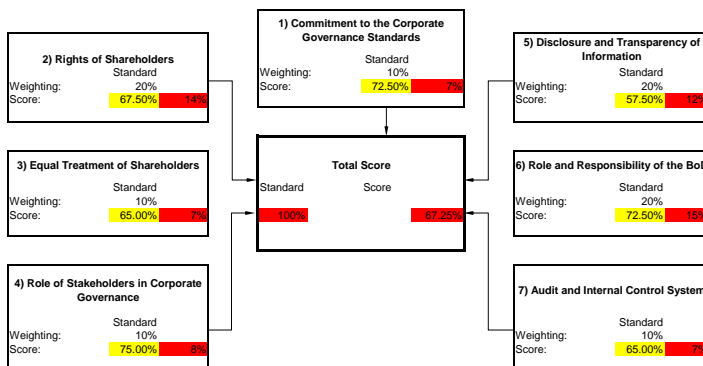 1) Commitment to the Corporate
Governance Standards
Standard
Weighting: 10%
Score: 72.50% 7%
2) Rights of Shareholders
Standard
Weighting: 20%
Score: 67.50% 14%
5) Disclosure and Transparency of
Information
Standard
Weighting: 20%
Score: 57.50% 12%
3) Equal Treatment of Shareholders
Standard
Weighting: 10%
Score: 65.00% 7%
Total Score
Standard Score
100% 67.25%
6) Role and Responsibility of the BoD
Standard
Weighting: 20%
Score: 72.50% 15%
4) Role of Stakeholders in Corporate
Governance
Standard
Weighting: 10%
Score: 75.00% 8%
7) Audit and Internal Control System
Standard
Weighting: 10%
Score: 65.00% 7%